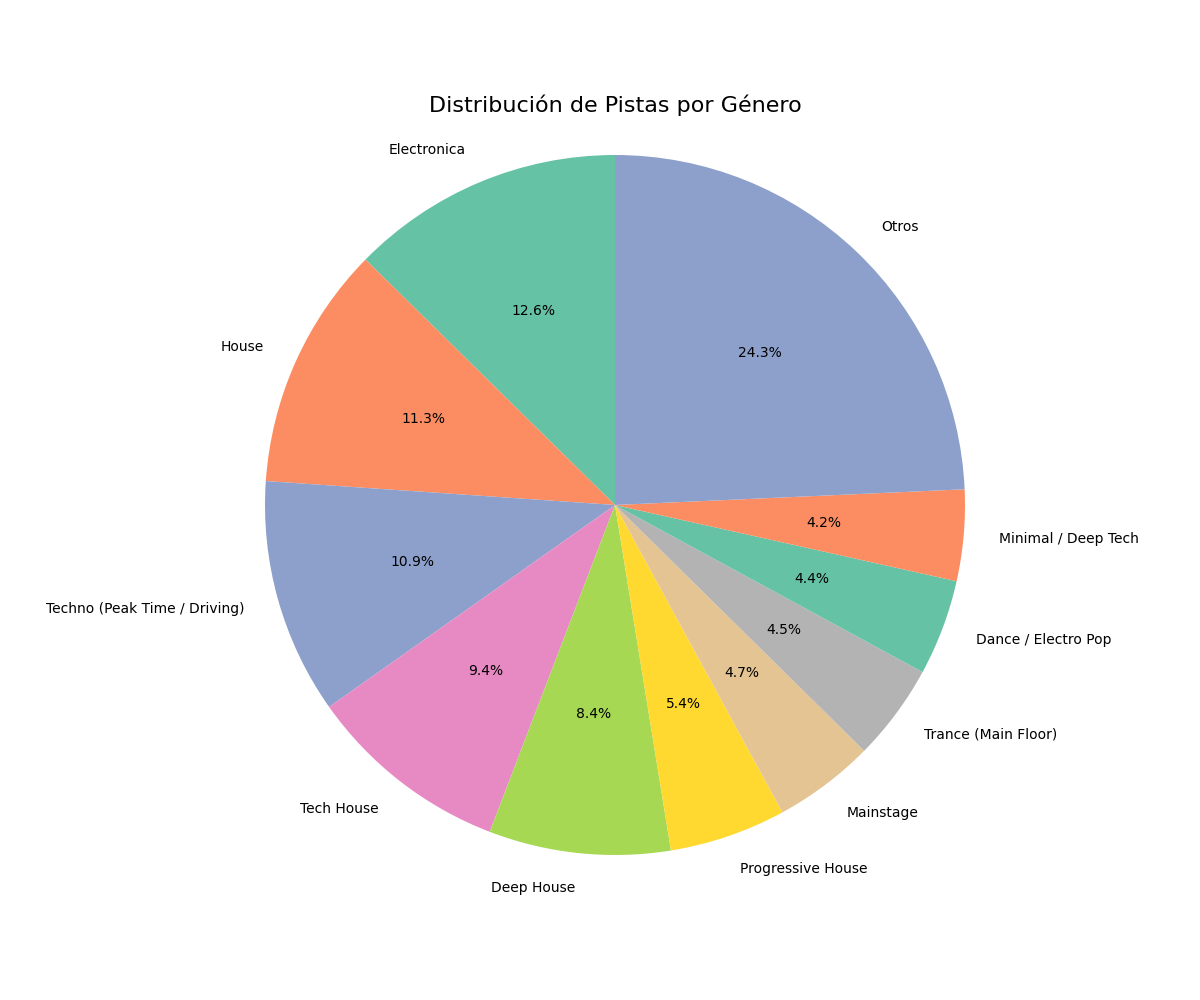 Distribución de Pistas por Género
Electronica
12.6%
House
11.3%
Techno (Peak Time / Driving)
10.9%
Tech House
9.4%
Deep House
8.4%
Progressive House
5.4%
Mainstage
4.7%
Trance (Main Floor)
4.5%
Dance / Electro Pop
4.4%
Minimal / Deep Tech
4.2%
Otros
24.3%